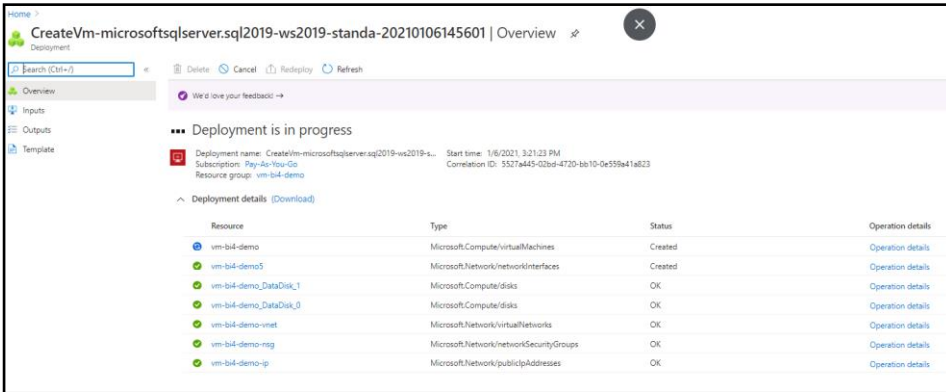 Home >
CreateVm-microsoftsqlserver.sql2019-ws2019-standa-20210106145601 | Overview
Deployment
Search (Ctrl+/)
Delete Cancel Redeploy Refresh
Overview
Inputs
Outputs
Template
We'd love your feedback! →
Deployment is in progress
Deployment name: CreateVm-microsoftsqlserver.sql2019-ws2019-s... Start time: 1/6/2021, 3:21:23 PM
Subscription: Pay-As-You-Go Correlation ID: 5527a445-02bd-4720-bb10-0e559a41a823
Resource group: vm-bi4-demo
Deployment details (Download)
Resource Type Status Operation details
vm-bi4-demo Microsoft.Compute/virtualMachines Created Operation details
vm-bi4-demo5 Microsoft.Network/networkInterfaces Created Operation details
vm-bi4-demo_DataDisk_1 Microsoft.Compute/disks OK Operation details
vm-bi4-demo_DataDisk_0 Microsoft.Compute/disks OK Operation details
vm-bi4-demo-vnet Microsoft.Network/virtualNetworks OK Operation details
vm-bi4-demo-nsg Microsoft.Network/networkSecurityGroups OK Operation details
vm-bi4-demo-ip Microsoft.Network/publicIpAddresses OK Operation details